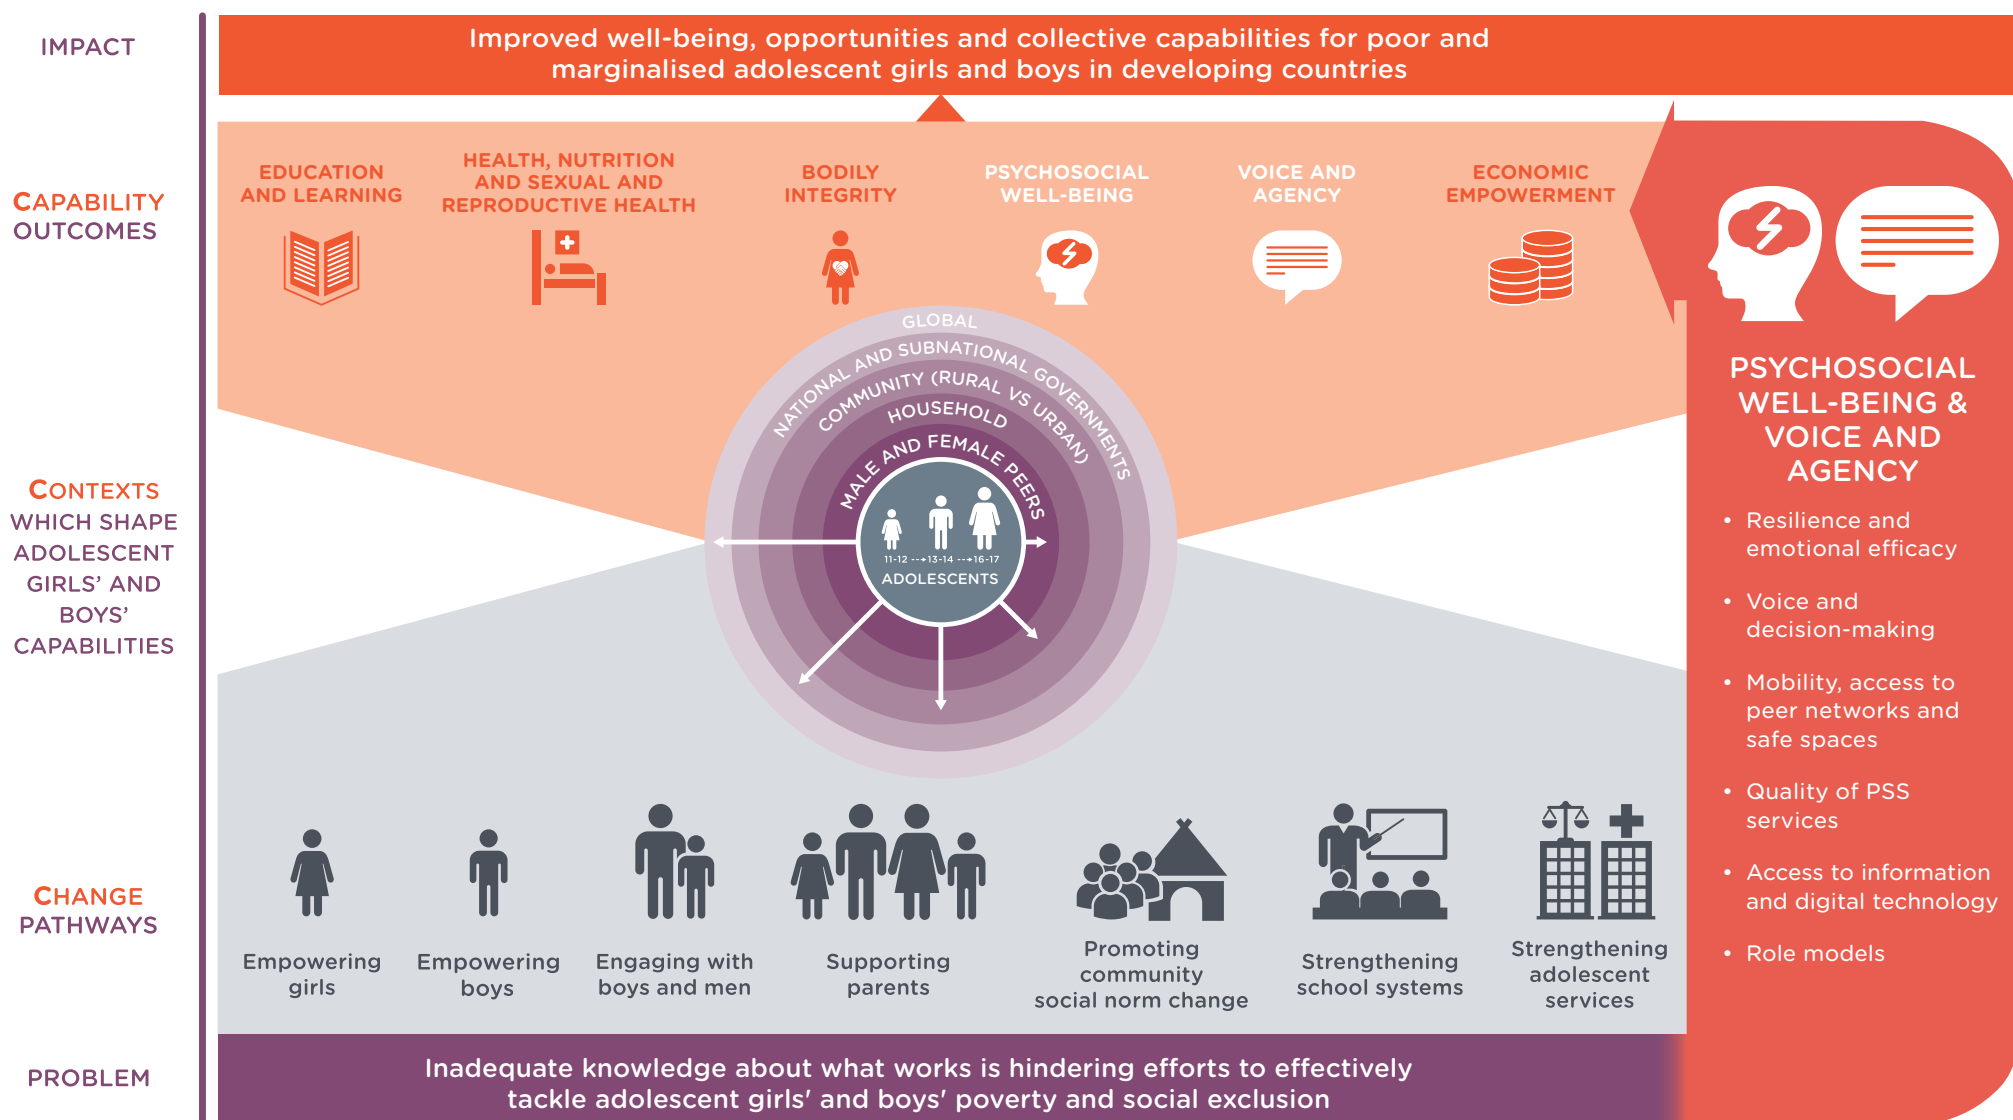 IMPACT
Improved well-being, opportunities and collective capabilities for poor and
marginalised adolescent girls and boys in developing countries
CAPABILITY
OUTCOMES
EDUCATION
AND LEARNING
HEALTH, NUTRITION
AND SEXUAL AND
REPRODUCTIVE HEALTH
BODILY
INTEGRITY
PSYCHOSOCIAL
WELL-BEING
VOICE AND
AGENCY
ECONOMIC
EMPOWERMENT
CONTEXTS
WHICH SHAPE
ADOLESCENT
GIRLS’ AND
BOYS’
CAPABILITIES
GLOBAL
NATIONAL AND SUBNATIONAL GOVERNMENTS
COMMUNITY (RURAL VS URBAN)
HOUSEHOLD
MALE AND FEMALE PEERS
11-12 --→13-14 --→16-17
ADOLESCENTS
CHANGE
PATHWAYS
Empowering
girls
Empowering
boys
Engaging with
boys and men
Supporting
parents
Promoting
community
social norm change
Strengthening
school systems
Strengthening
adolescent
services
PROBLEM
Inadequate knowledge about what works is hindering efforts to effectively
tackle adolescent girls' and boys' poverty and social exclusion
PSYCHOSOCIAL
WELL-BEING &
VOICE AND
AGENCY
• Resilience and
emotional efficacy
• Voice and
decision-making
• Mobility, access to
peer networks and
safe spaces
• Quality of PSS
services
• Access to information
and digital technology
• Role models